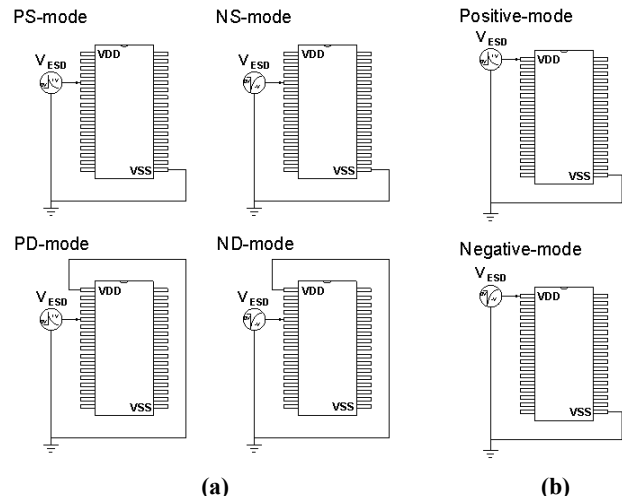 PS-mode
V ESD
VDD
VSS
NS-mode
V ESD
VDD
VSS
Positive-mode
V ESD
VDD
VSS
PD-mode
V ESD
VDD
VSS
ND-mode
V ESD
VDD
VSS
Negative-mode
V ESD
VDD
VSS
(a)
(b)